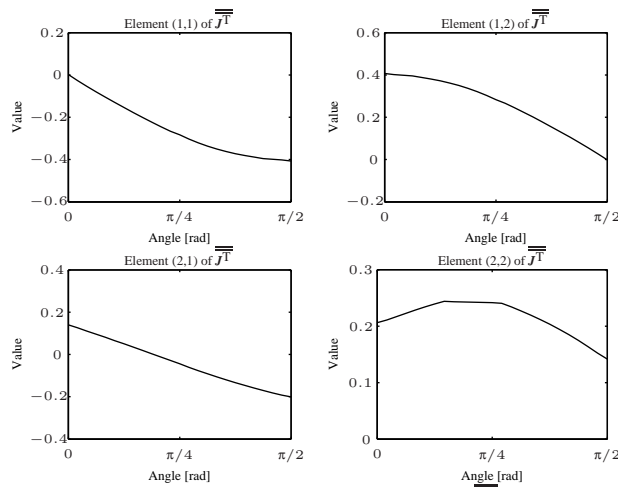 Element (1,1) of J^T
0.2
0
−0.2
−0.4
−0.6
Value
0
π/4
π/2
Angle [rad]
Element (1,2) of J^T
0.6
0.4
0.2
0
−0.2
Value
0
π/4
π/2
Angle [rad]
Element (2,1) of J^T
0.4
0.2
0
−0.2
−0.4
Value
0
π/4
π/2
Angle [rad]
Element (2,2) of J^T
0.3
0.2
0.1
0
Value
0
π/4
π/2
Angle [rad]